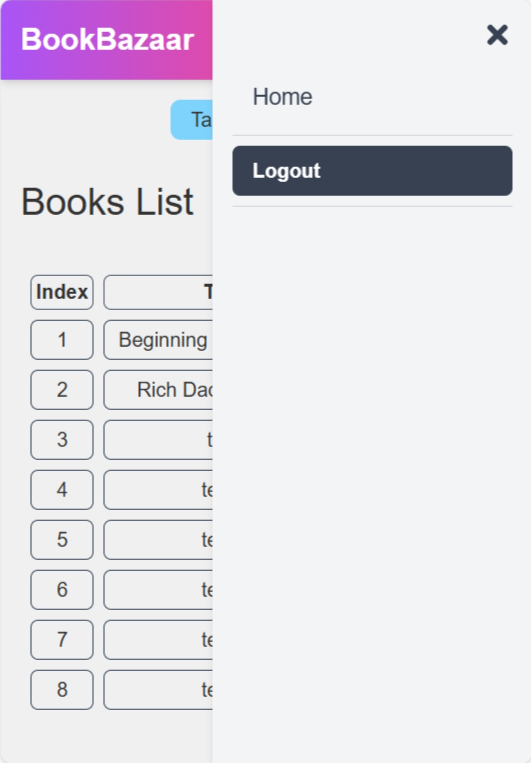 BookBazaar
Home
Logout
Ta
Books List
Index T
1 Beginning
2 Rich Dad
3 t
4 te
5 te
6 te
7 te
8 te